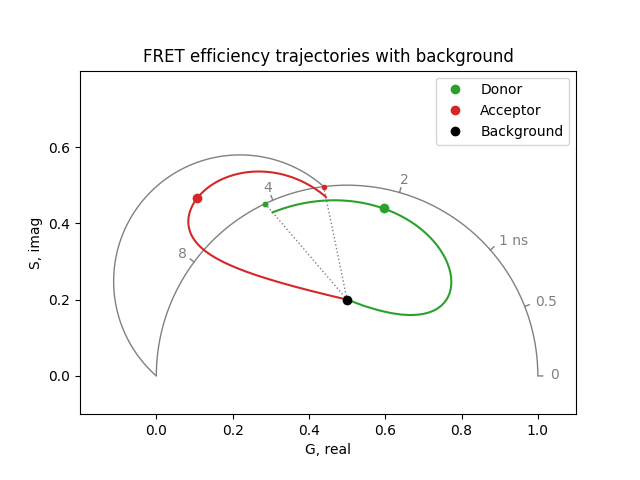 FRET efficiency trajectories with background
Donor
Acceptor
Background
0.6
0.4
0.2
0.0
S, imag
8
4
2
1 ns
0.5
0
0.0 0.2 0.4 0.6 0.8 1.0
G, real